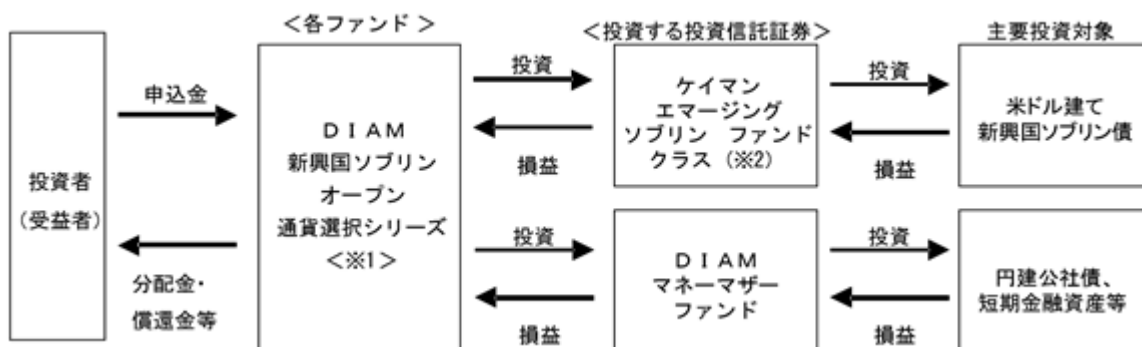 ＜各ファンド＞
＜投資する投資信託証券＞
主要投資対象
投資者
（受益者）
申込金
分配金・
償還金等
ＤＩＡＭ
新興国ソブリン
オープン
通貨選択シリーズ
＜※1＞
投資
損益
ケイマン
エマージング
ソブリン　ファンド
クラス（※2）
投資
損益
米ドル建て
新興国ソブリン債
投資
損益
ＤＩＡＭ
マネーマザー
ファンド
投資
損益
円建公社債、
短期金融資産等